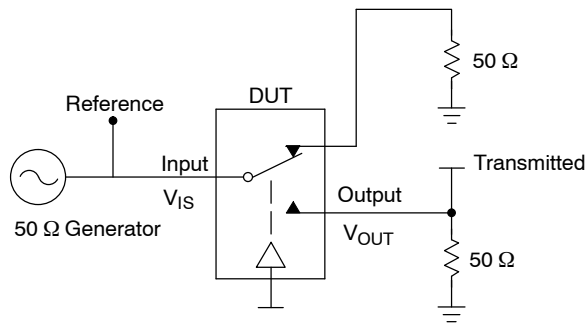 50 Ω
DUT
Reference
Input
Transmitted
Output
V_IS
V_OUT
50 Ω Generator
50 Ω